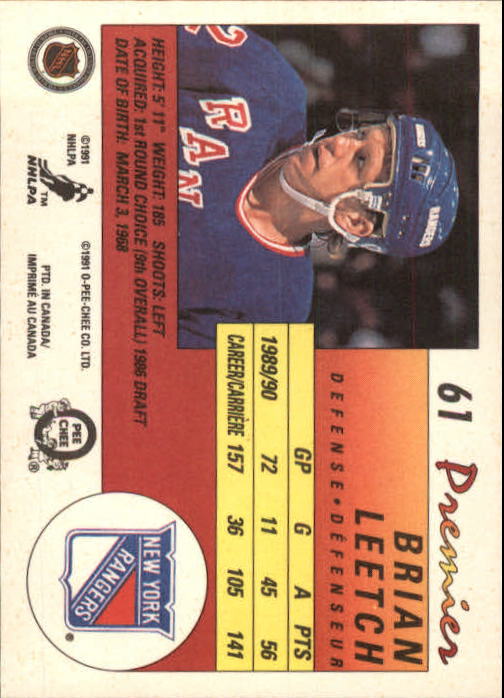 61 Premier
BRIAN
LEETCH
DEFENSE • DÉFENSEUR
GP G A PTS
1989/90 72 11 45 56
CAREER/CARRIÈRE 157 36 105 141
RANGERS
RAN
HEIGHT: 5' 11" WEIGHT: 185 SHOOTS: LEFT
ACQUIRED: 1st ROUND CHOICE (9th OVERALL) 1986 DRAFT
DATE OF BIRTH: MARCH 3, 1968
NEW YORK
RANGERS
®
NHL
©1991
NHLPA
NHLPA™
©1991 O-PEE-CHEE CO. LTD.
PTD. IN CANADA/
IMPRIMÉ AU CANADA
O PEE CHEE®